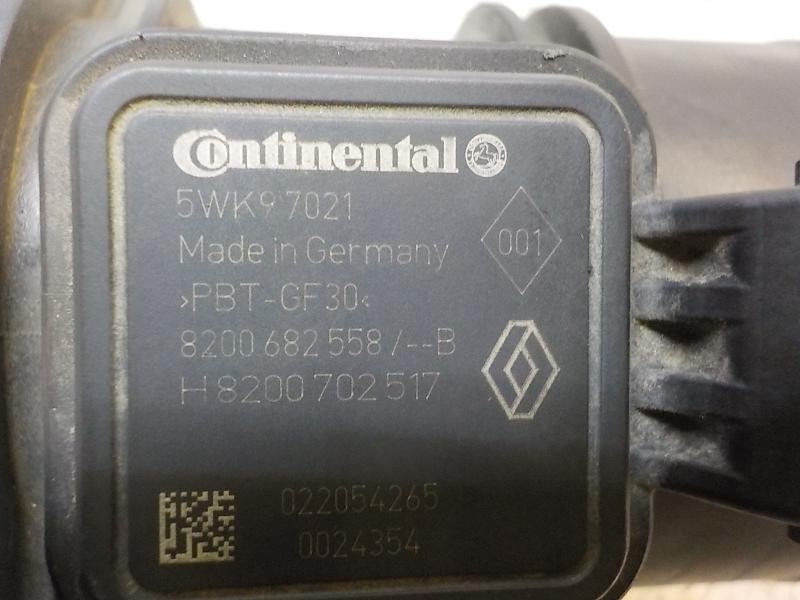 Continental
5WK9 7021
001
Made in Germany
>PBT-GF30<
8200 682 558 /--B
H 8200 702 517
022054265
0024354